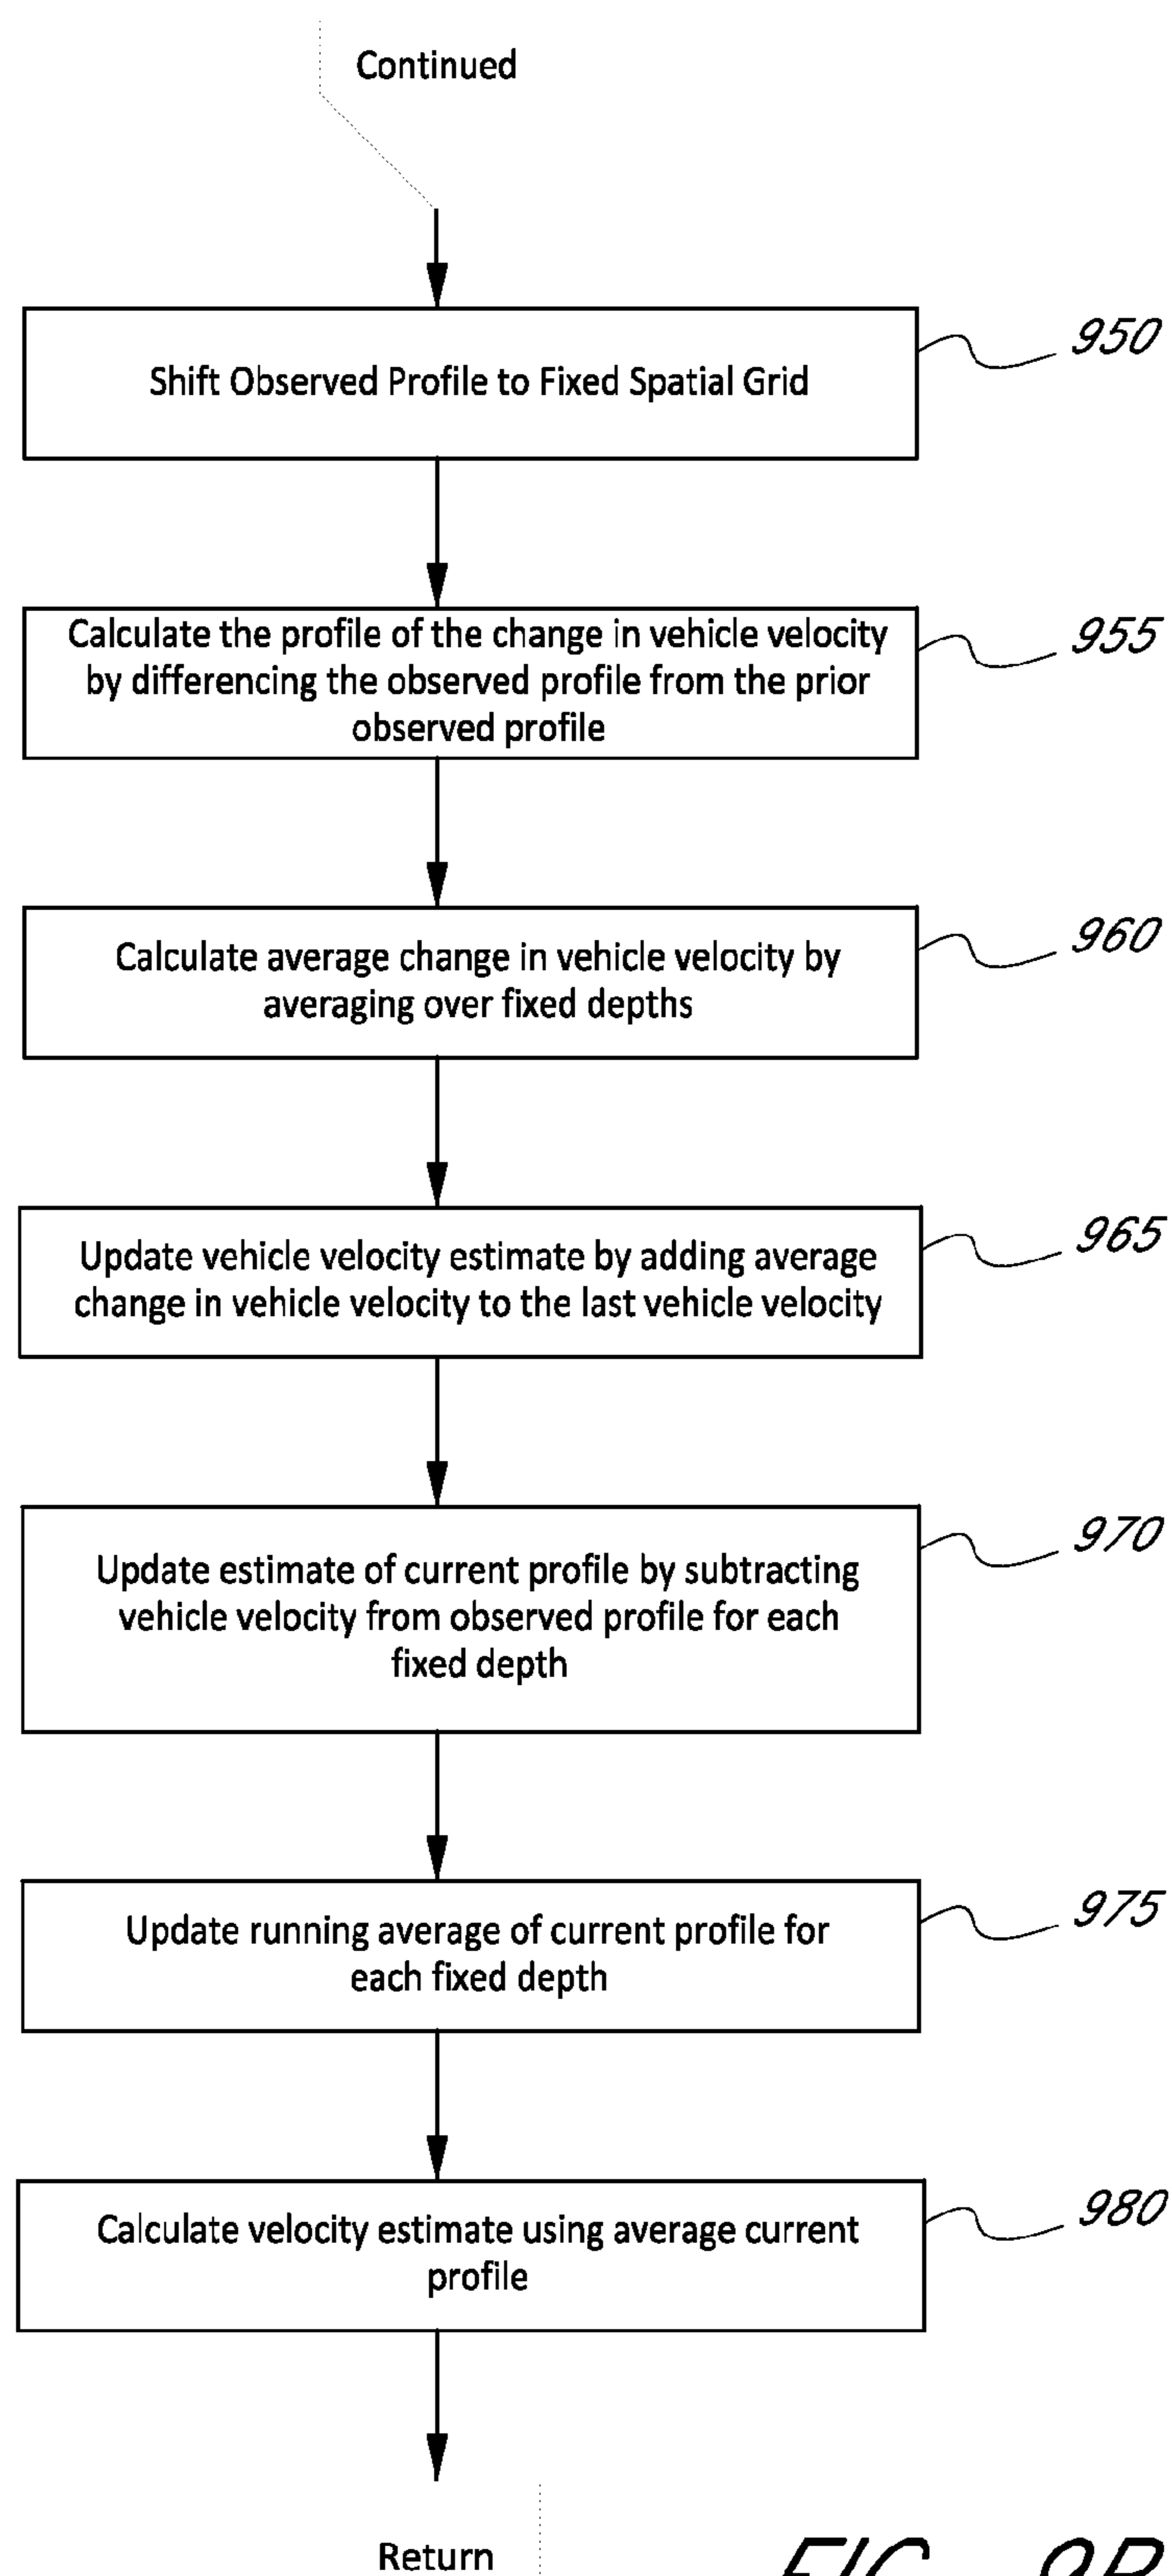 Continued
Shift Observed Profile to Fixed Spatial Grid
950
Calculate the profile of the change in vehicle velocity
by differencing the observed profile from the prior
observed profile
955
Calculate average change in vehicle velocity by
averaging over fixed depths
960
Update vehicle velocity estimate by adding average
change in vehicle velocity to the last vehicle velocity
965
Update estimate of current profile by subtracting
vehicle velocity from observed profile for each
fixed depth
970
Update running average of current profile for
each fixed depth
975
Calculate velocity estimate using average current
profile
980
Return
FIG. 9B